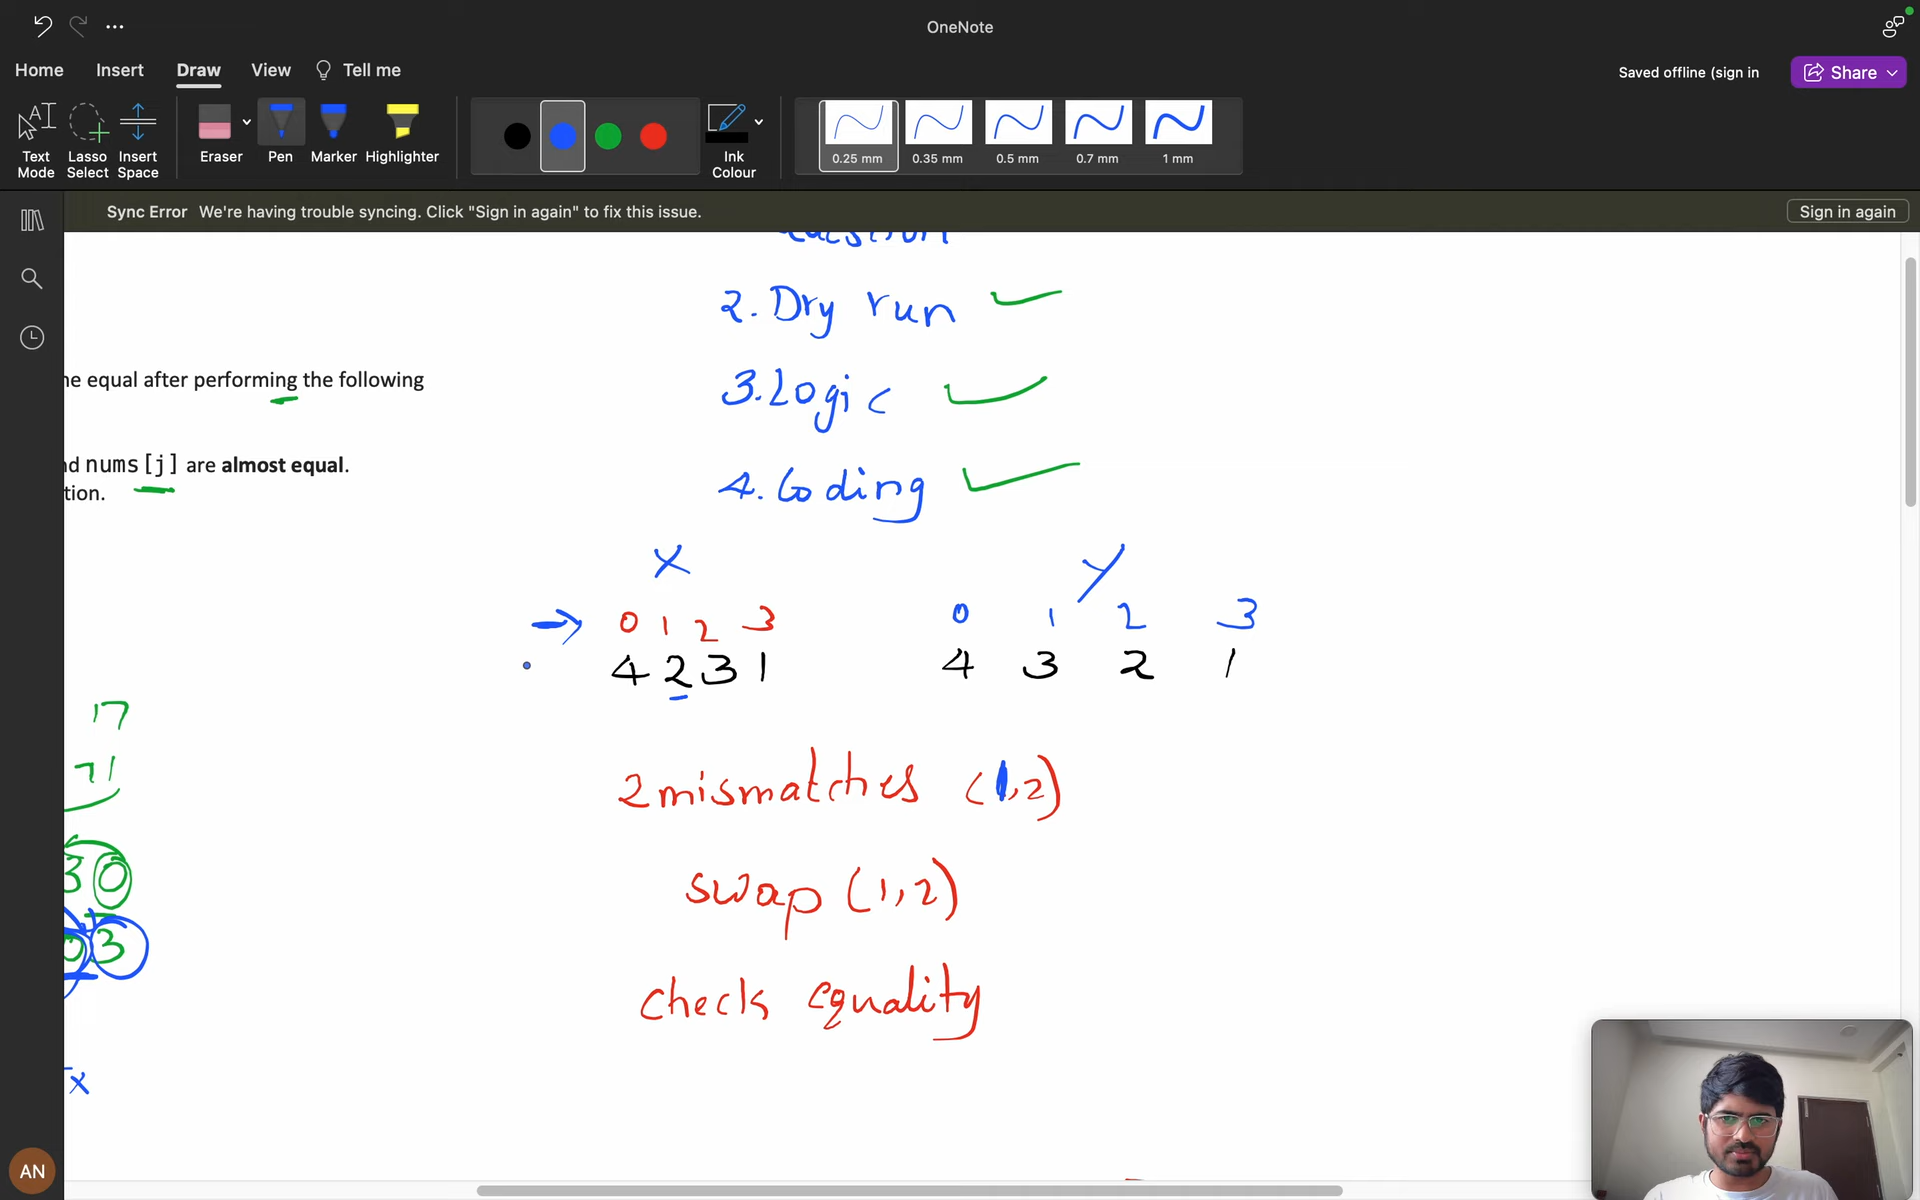 OneNote
Home Insert Draw View Tell me
Saved offline (sign in
Share
Text Mode
Lasso Select
Insert Space
Eraser
Pen
Marker
Highlighter
Ink Colour
0.25 mm
0.35 mm
0.5 mm
0.7 mm
1 mm
Sync Error We're having trouble syncing. Click "Sign in again" to fix this issue.
Sign in again
2. Dry run
he equal after performing the following
3. Logic
nd nums[j] are almost equal.
tion.
4. Coding
X Y
0 1 2 3 0 1 2 3
4 2 3 1 4 3 2 1
17
71
2 mismatches (1,2)
30
swap (1,2)
03
check equality
x
AN